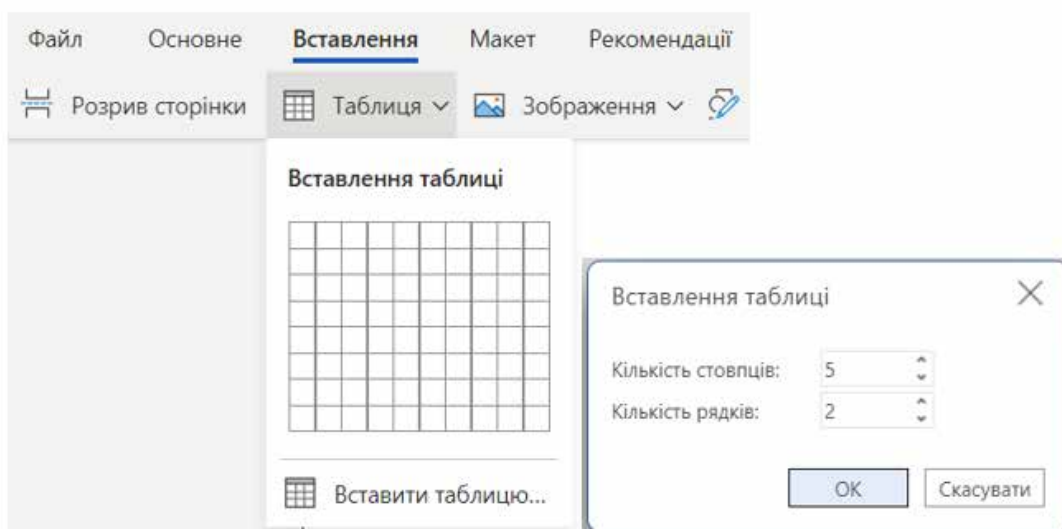 Файл Основне Вставлення Макет Рекомендації
Розрив сторінки Таблиця Зображення
Вставлення таблиці
Вставити таблицю...
Вставлення таблиці
Кількість стовпців: 5
Кількість рядків: 2
ОК Скасувати